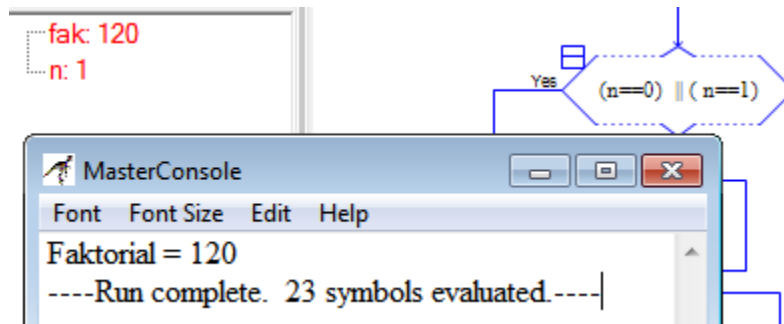 fak: 120
n: 1
Yes
(n==0) || ( n==1)
MasterConsole
Font Font Size Edit Help
Faktorial = 120
----Run complete. 23 symbols evaluated.----